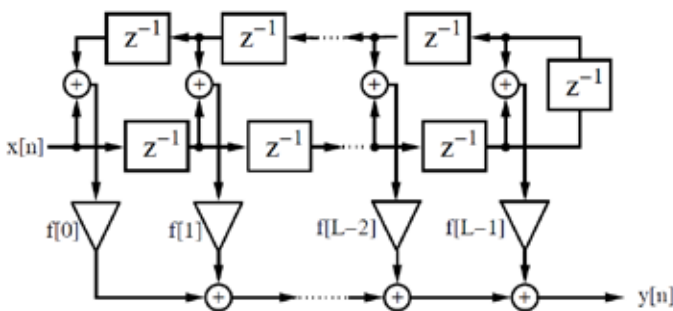 z⁻¹ z⁻¹ z⁻¹
z⁻¹
+ + + +
x[n] z⁻¹ z⁻¹ z⁻¹
f[0] f[1] f[L−2] f[L−1]
+ + + y[n]